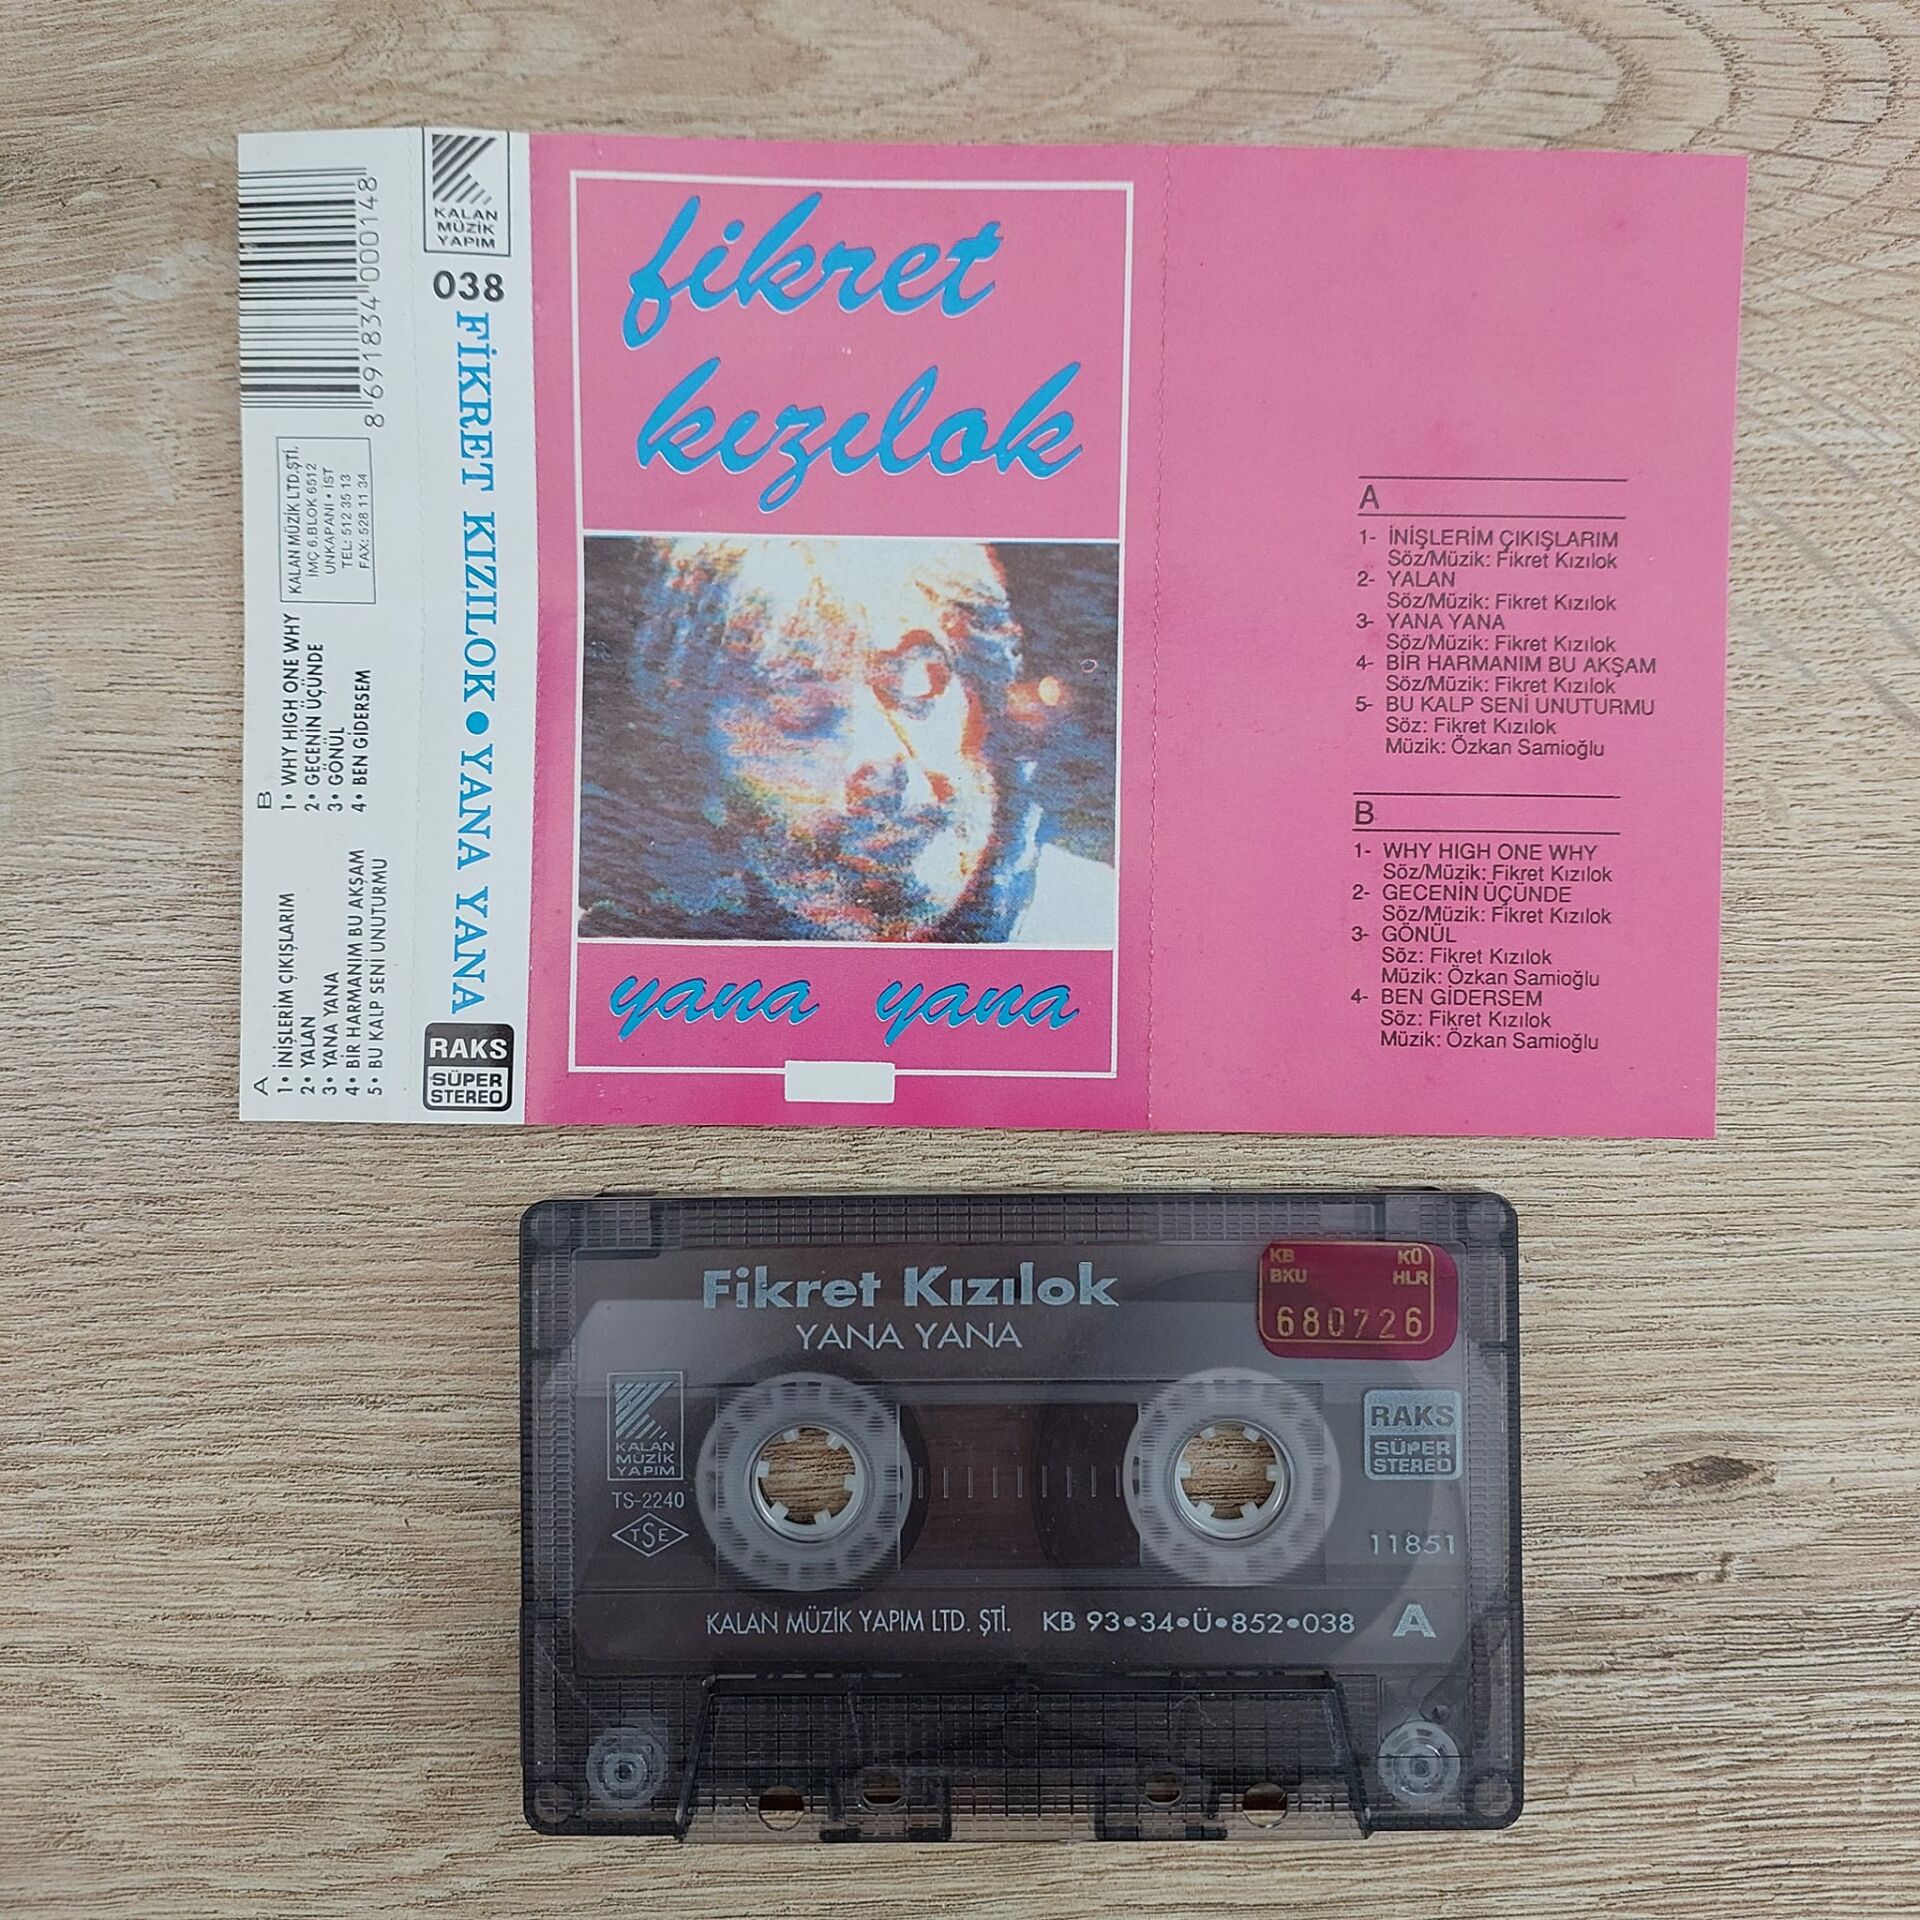 8 691834 000148
KALAN MÜZİK LTD.ŞTİ.
İMÇ 6.BLOK 6512
UNKAPANI • İST
TEL: 512 35 13
FAX: 528 11 34
B
1• WHY HIGH ONE WHY
2• GECENİN ÜÇÜNDE
3• GÖNÜL
4• BEN GİDERSEM
A
1• İNİŞLERİM ÇIKIŞLARIM
2• YALAN
3• YANA YANA
4• BİR HARMANIM BU AKŞAM
5• BU KALP SENİ UNUTURMU
KALAN
MÜZİK
YAPIM
038
FİKRET KIZILOK • YANA YANA
RAKS
SÜPER
STEREO
fikret
kızılok
yana yana
A
1- İNİŞLERİM ÇIKIŞLARIM
Söz/Müzik: Fikret Kızılok
2- YALAN
Söz/Müzik: Fikret Kızılok
3- YANA YANA
Söz/Müzik: Fikret Kızılok
4- BİR HARMANIM BU AKŞAM
Söz/Müzik: Fikret Kızılok
5- BU KALP SENİ UNUTURMU
Söz: Fikret Kızılok
Müzik: Özkan Samioğlu
B
1- WHY HIGH ONE WHY
Söz/Müzik: Fikret Kızılok
2- GECENİN ÜÇÜNDE
Söz/Müzik: Fikret Kızılok
3- GÖNÜL
Söz: Fikret Kızılok
Müzik: Özkan Samioğlu
4- BEN GİDERSEM
Söz: Fikret Kızılok
Müzik: Özkan Samioğlu
Fikret Kızılok
YANA YANA
KB KÜ
BKU HLR
680726
KALAN
MÜZİK
YAPIM
TS-2240
TSE
RAKS
SÜPER
STEREO
11851
KALAN MÜZİK YAPIM LTD. ŞTİ. KB 93•34•Ü•852•038 A